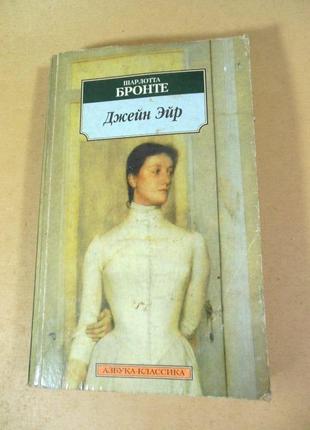 ШАРЛОТТА
БРОНТЕ
Джейн Эйр
АЗБУКА-КЛАССИКА